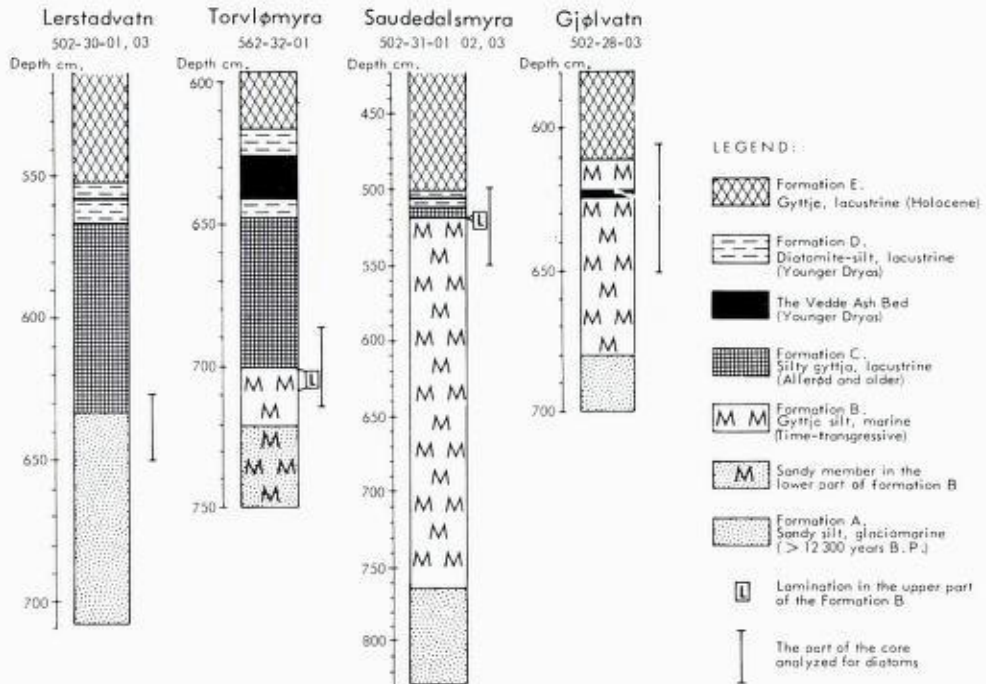 Lerstadvatn
502-30-01, 03
Depth cm.
550
600
650
700
Torvlømyra
562-32-01
Depth cm.
600
650
700
750
L
Saudedalsmyra
502-31-01 02, 03
Depth cm.
450
500
550
600
650
700
750
800
L
Gjølvatn
502-28-03
Depth cm.
600
650
700
LEGEND:
Formation E.
Gyttje, lacustrine (Holocene)
Formation D.
Diatomite-silt, lacustrine
(Younger Dryas)
The Vedde Ash Bed
(Younger Dryas)
Formation C.
Silty gyttja, lacustrine
(Allerød and older)
Formation B.
Gyttja silt, marine
(Time-transgressive)
Sandy member in the
lower part of formation B
Formation A.
Sandy silt, glaciomarine
(> 12 300 years B.P.)
L
Lamination in the upper part
of the Formation B
The part of the core
analyzed for diatoms